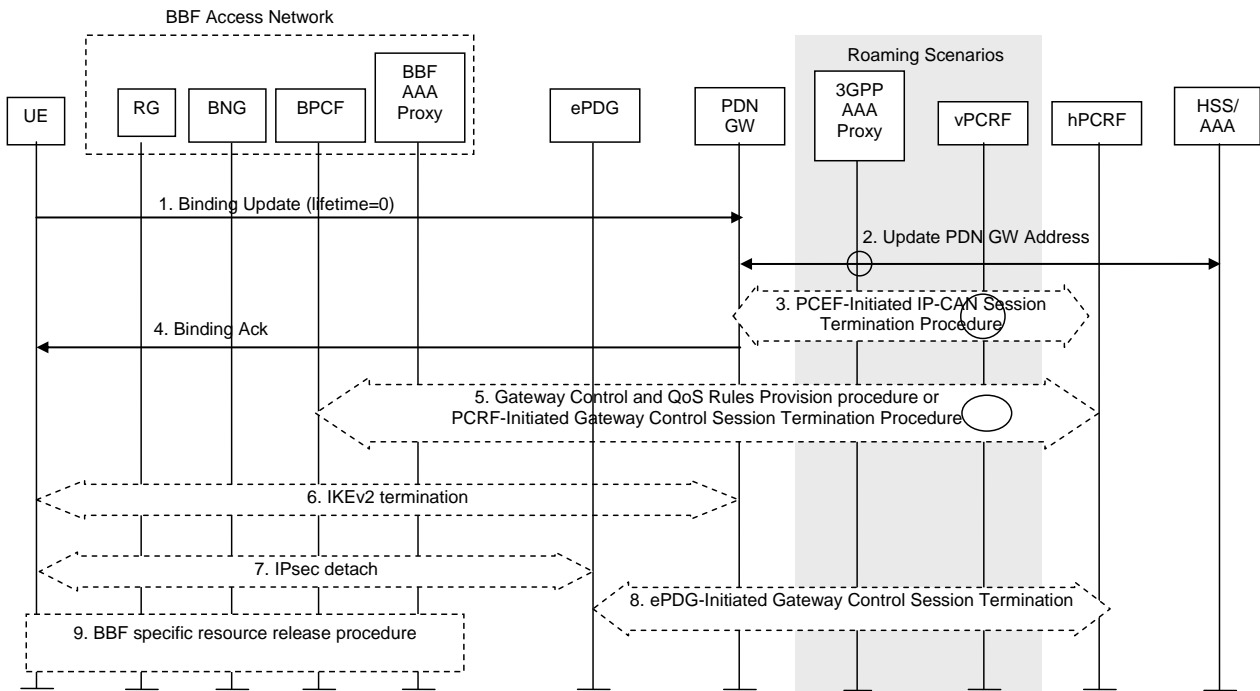 BBF Access Network
Roaming Scenarios
UE
RG
BNG
BPCF
BBF
AAA
Proxy
ePDG
PDN
GW
3GPP
AAA
Proxy
vPCRF
hPCRF
HSS/
AAA
1. Binding Update (lifetime=0)
2. Update PDN GW Address
3. PCEF-Initiated IP-CAN Session
Termination Procedure
4. Binding Ack
5. Gateway Control and QoS Rules Provision procedure or
PCRF-Initiated Gateway Control Session Termination Procedure
6. IKEv2 termination
7. IPsec detach
8. ePDG-Initiated Gateway Control Session Termination
9. BBF specific resource release procedure